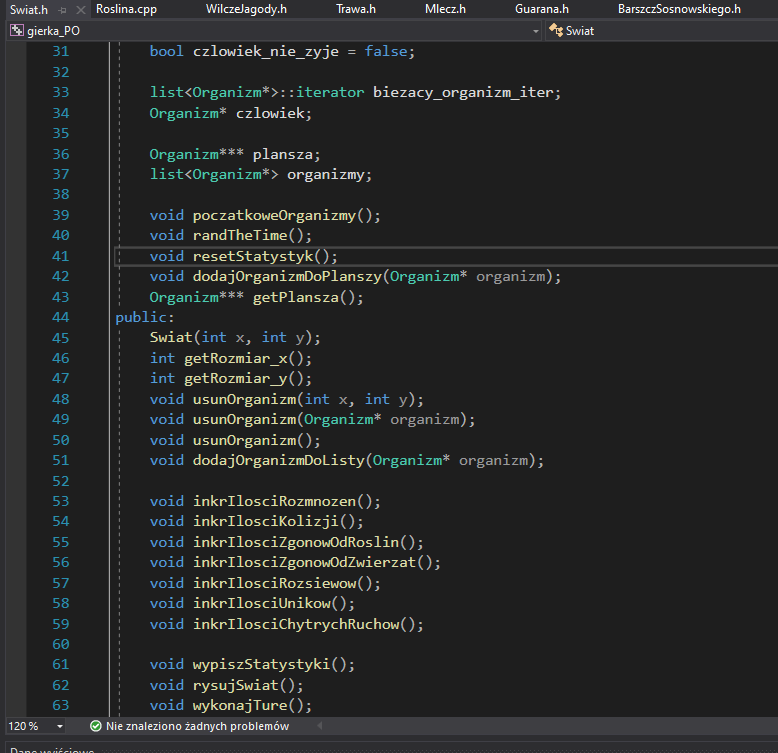 Swiat.h Roslina.cpp WilczeJagody.h Trawa.h Mlecz.h Guarana.h BarszczSosnowskiego.h
gierka_PO Swiat
31 bool czlowiek_nie_zyje = false;
32
33 list<Organizm*>::iterator biezacy_organizm_iter;
34 Organizm* czlowiek;
35
36 Organizm*** plansza;
37 list<Organizm*> organizmy;
38
39 void poczatkoweOrganizmy();
40 void randTheTime();
41 void resetStatystyk();
42 void dodajOrganizmDoPlanszy(Organizm* organizm);
43 Organizm*** getPlansza();
44 public:
45 Swiat(int x, int y);
46 int getRozmiar_x();
47 int getRozmiar_y();
48 void usunOrganizm(int x, int y);
49 void usunOrganizm(Organizm* organizm);
50 void usunOrganizm();
51 void dodajOrganizmDoListy(Organizm* organizm);
52
53 void inkrIlosciRozmnozen();
54 void inkrIlosciKolizji();
55 void inkrIlosciZgonowOdRoslin();
56 void inkrIlosciZgonowOdZwierzat();
57 void inkrIlosciRozsiewow();
58 void inkrIlosciUnikow();
59 void inkrIlosciChytrychRuchow();
60
61 void wypiszStatystyki();
62 void rysujSwiat();
63 void wykonajTure();
120 % Nie znaleziono żadnych problemów
Dane wyjściowe